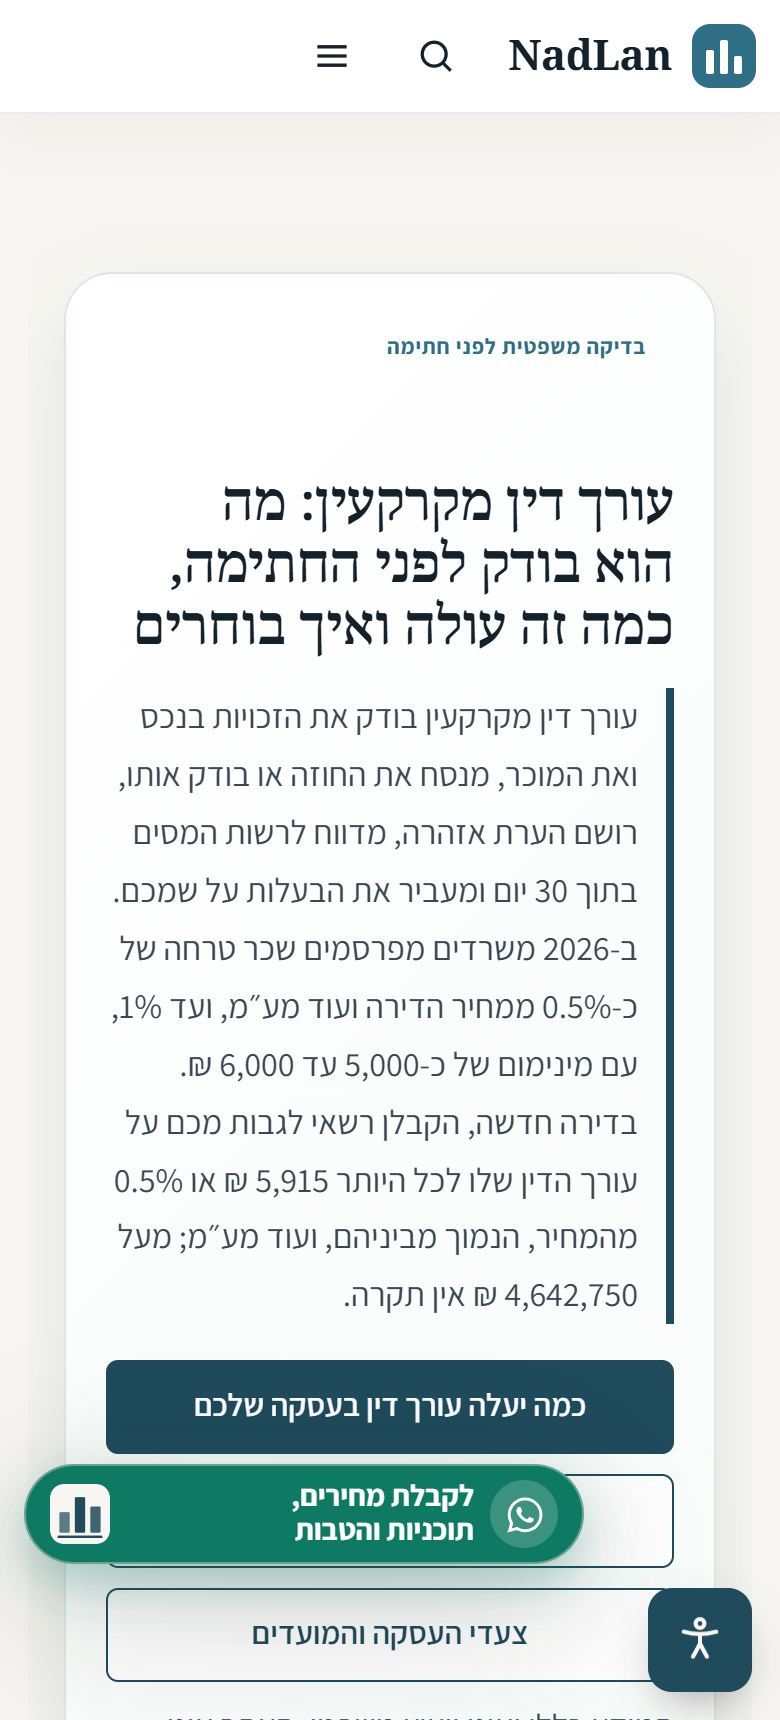 NadLan
בדיקה משפטית לפני חתימה
עורך דין מקרקעין: מה
הוא בודק לפני החתימה,
כמה זה עולה ואיך בוחרים
עורך דין מקרקעין בודק את הזכויות בנכס
ואת המוכר, מנסח את החוזה או בודק אותו,
רושם הערת אזהרה, מדווח לרשות המסים
בתוך 30 יום ומעביר את הבעלות על שמכם.
ב-2026 משרדים מפרסמים שכר טרחה של
כ-0.5% ממחיר הדירה ועוד מע״מ, ועד 1%,
עם מינימום של כ-5,000 עד 6,000 ₪.
בדירה חדשה, הקבלן רשאי לגבות מכם על
עורך הדין שלו לכל היותר 5,915 ₪ או 0.5%
מהמחיר, הנמוך מביניהם, ועוד מע״מ; מעל
4,642,750 ₪ אין תקרה.
כמה יעלה עורך דין בעסקה שלכם
לקבלת מחירים,
תוכניות והטבות
צעדי העסקה והמועדים